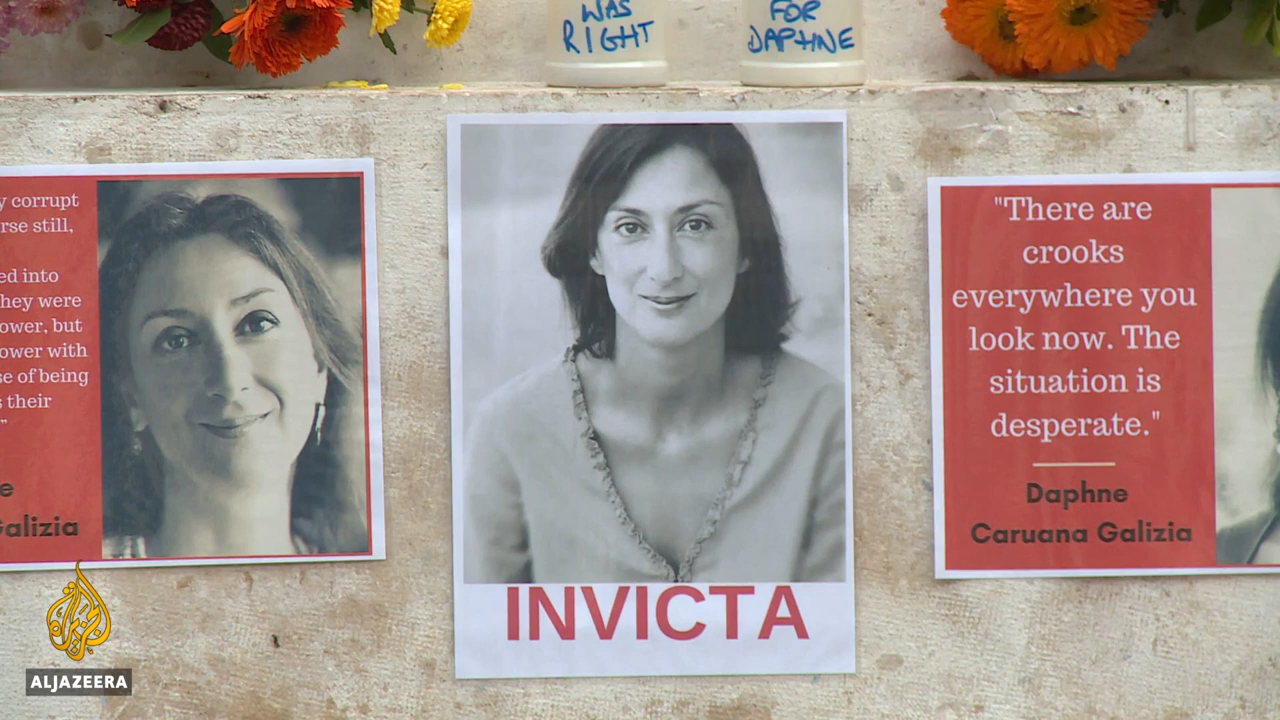 WAS
RIGHT
FOR
DAPHNE
y corrupt
rse still,
ed into
hey were
ower, but
ower with
se of being
s their
"
e
Galizia
INVICTA
"There are
crooks
everywhere you
look now. The
situation is
desperate."
Daphne
Caruana Galizia
ALJAZEERA